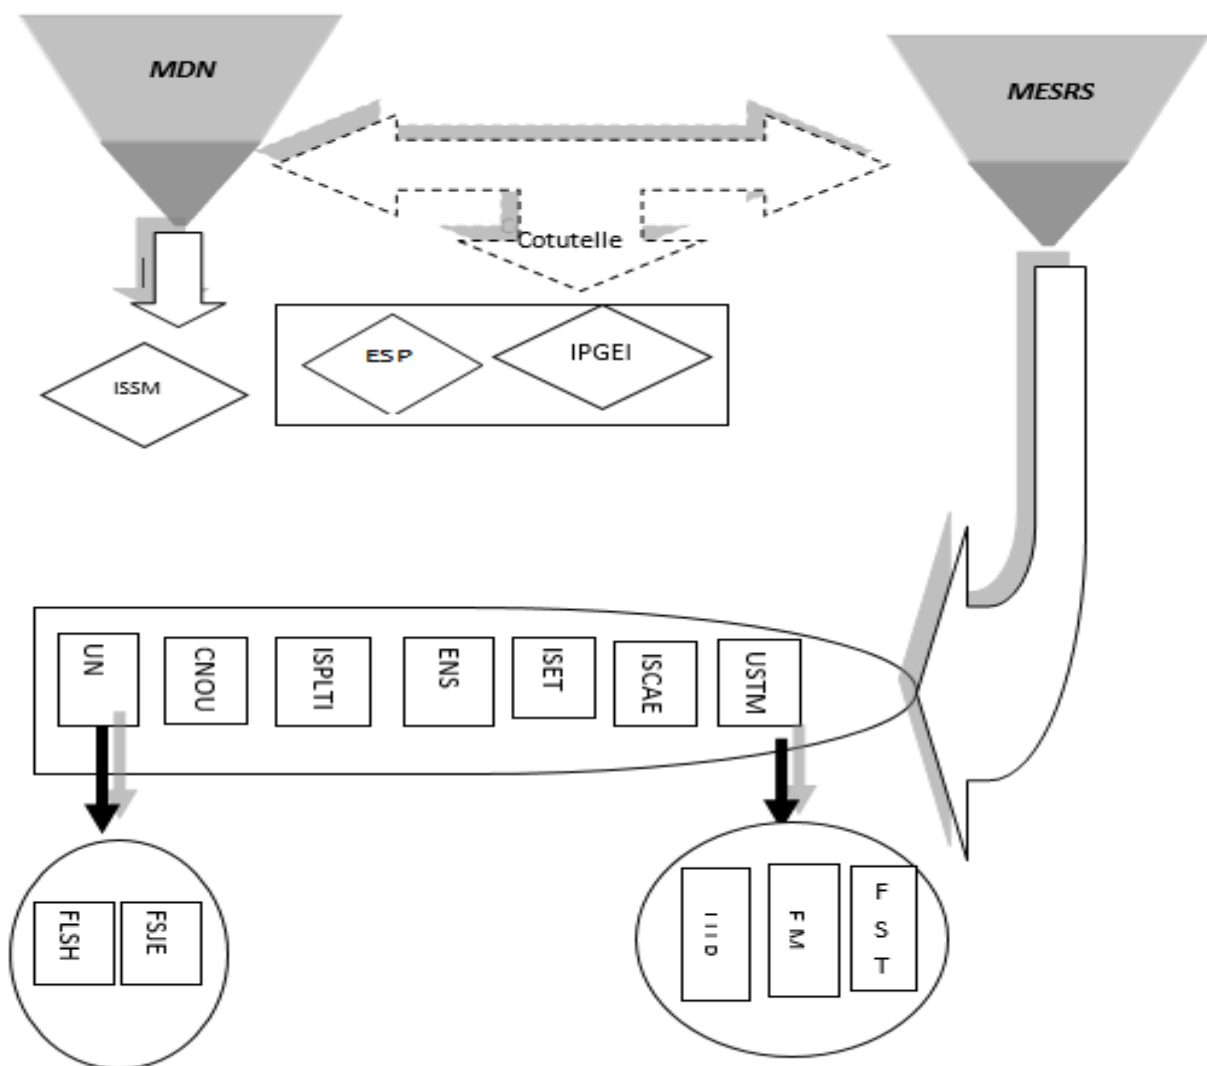 MDN
MESRS
Cotutelle
ESP
IPGEI
ISSM
UN
CNOU
ISPLTI
ENS
ISET
ISCAE
USTM
FLSH
FSJE
FM
F
S
T